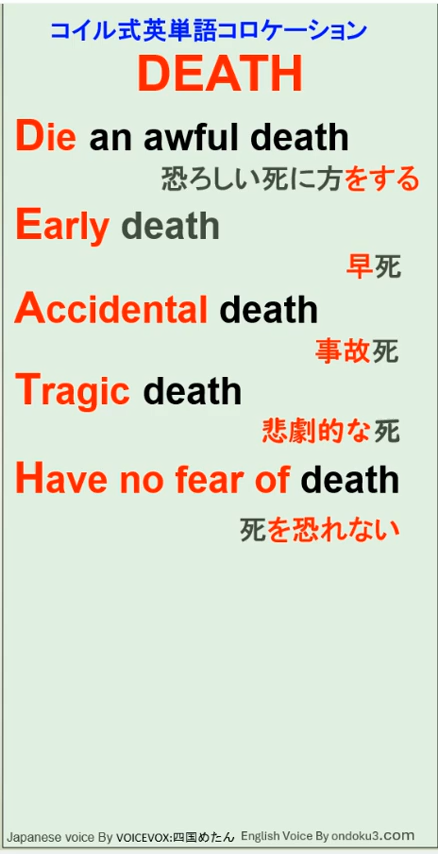 コイル式英単語コロケーション
DEATH
Die an awful death
恐ろしい死に方をする
Early death
早死
Accidental death
事故死
Tragic death
悲劇的な死
Have no fear of death
死を恐れない
Japanese voice By VOICEVOX:四国めたん English Voice By ondoku3.com